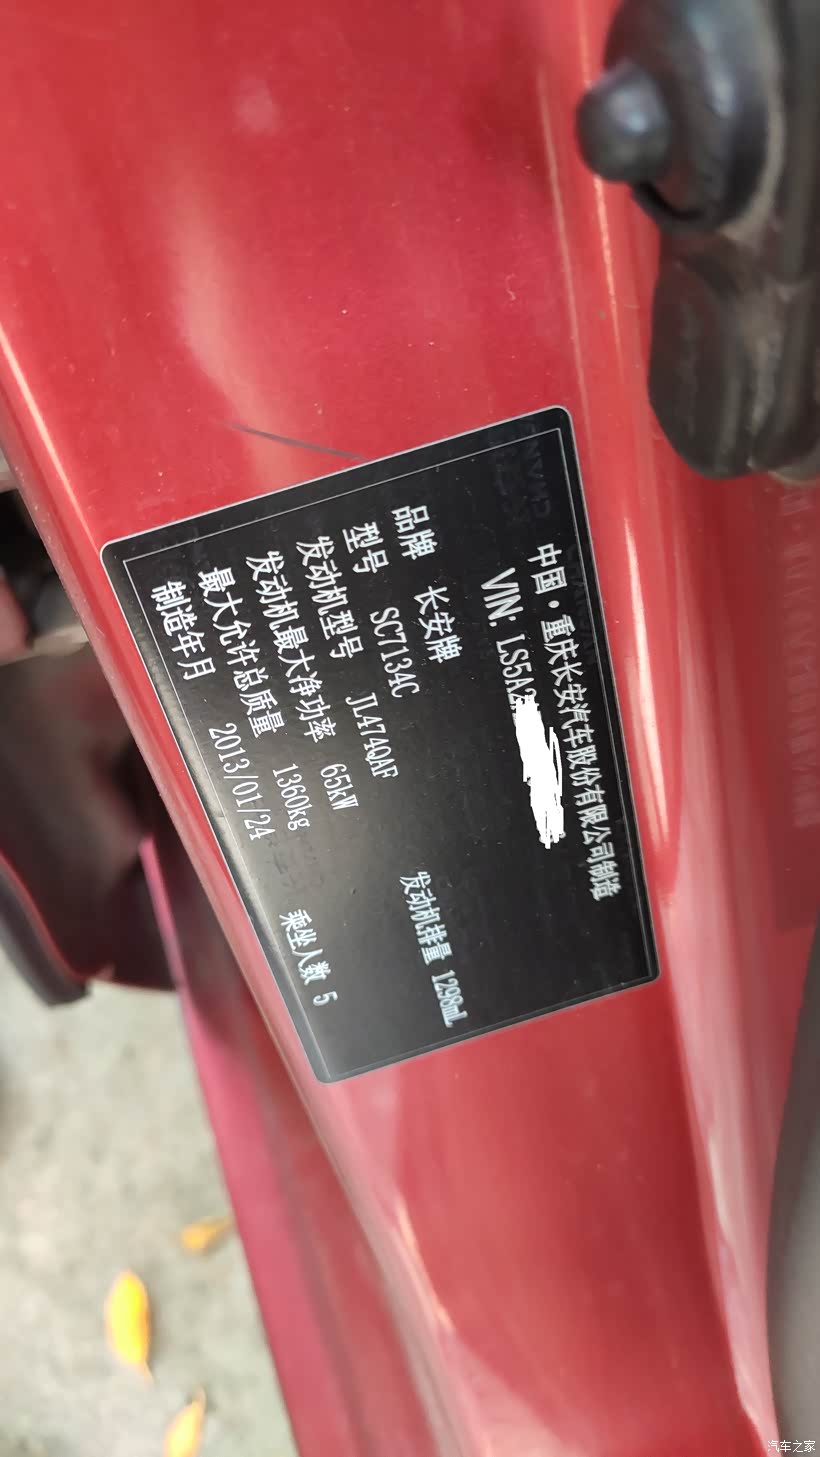 中国·重庆长安汽车股份有限公司制造
VIN: LS5A2
品牌 长安牌
型号 SC7134C
发动机型号 JL474QAF 发动机排量 1298mL
发动机最大净功率 65kW
最大允许总质量 1360kg
制造年月 2013/01/24 乘坐人数 5
汽车之家